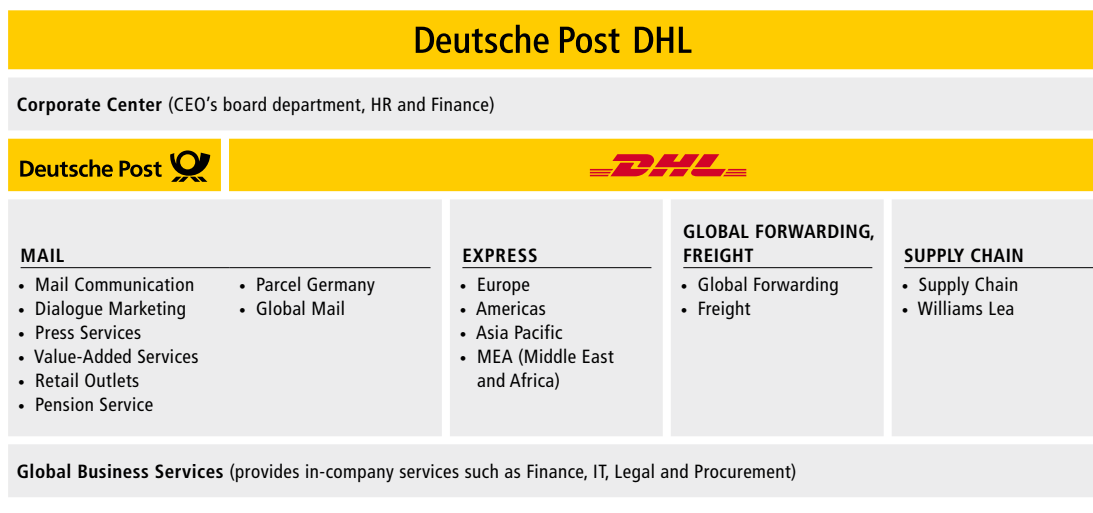 Deutsche Post DHL
Corporate Center (CEO’s board department, HR and Finance)
Deutsche Post
DHL
MAIL
• Mail Communication
• Dialogue Marketing
• Press Services
• Value-Added Services
• Retail Outlets
• Pension Service
• Parcel Germany
• Global Mail
EXPRESS
• Europe
• Americas
• Asia Pacific
• MEA (Middle East
and Africa)
GLOBAL FORWARDING,
FREIGHT
• Global Forwarding
• Freight
SUPPLY CHAIN
• Supply Chain
• Williams Lea
Global Business Services (provides in-company services such as Finance, IT, Legal and Procurement)